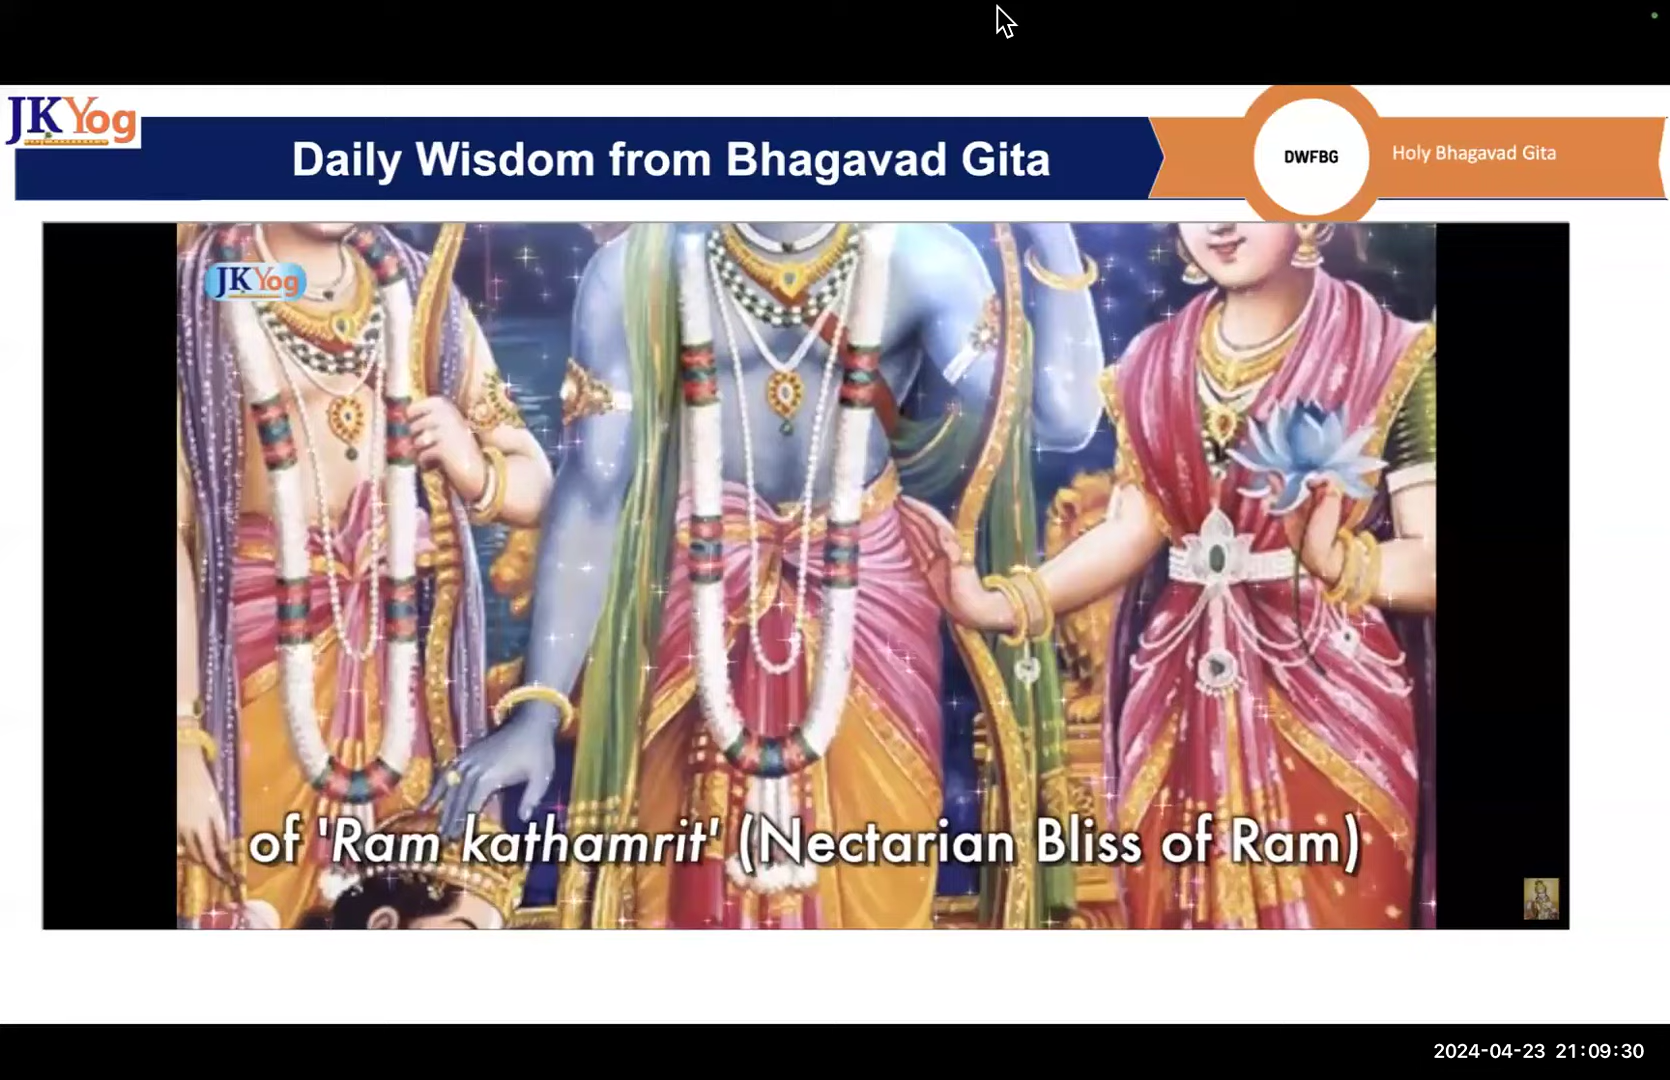 JKYog
Daily Wisdom from Bhagavad Gita
DWFBG
Holy Bhagavad Gita
JKYog
of 'Ram kathamrit' (Nectarian Bliss of Ram)
2024-04-23 21:09:30